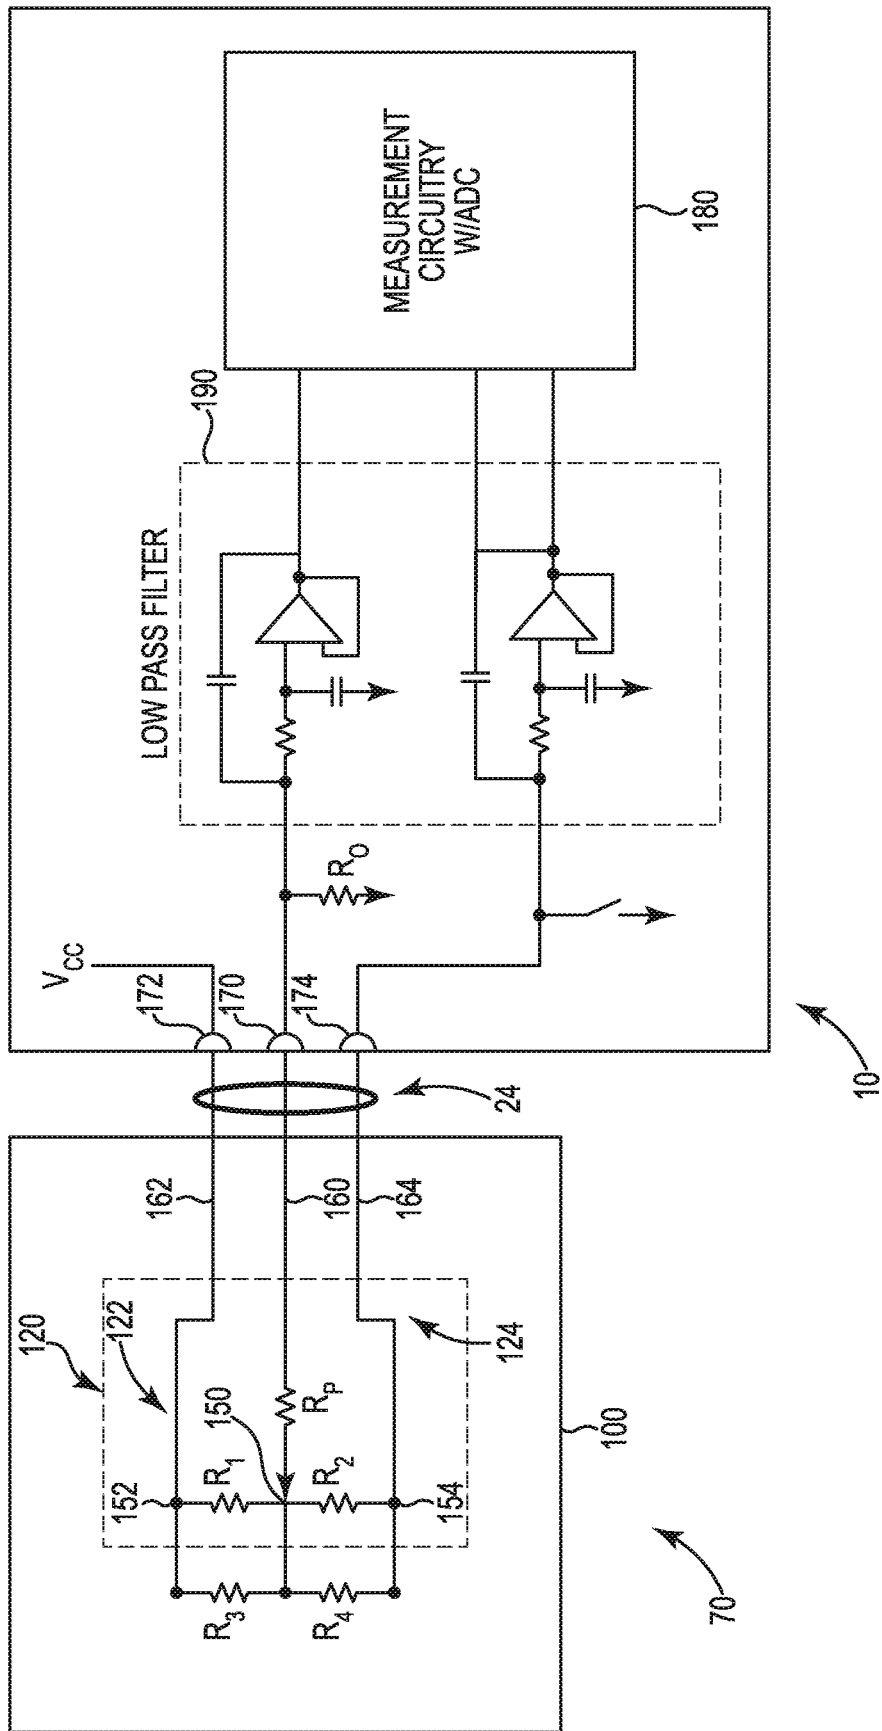 MEASUREMENT
CIRCUITRY
W/ADC
180
190
LOW PASS FILTER
R_O
V_CC
172
170
174
24
10
162
160
164
120
122
124
150
R_P
152
R_1
R_2
154
R_3
R_4
100
70